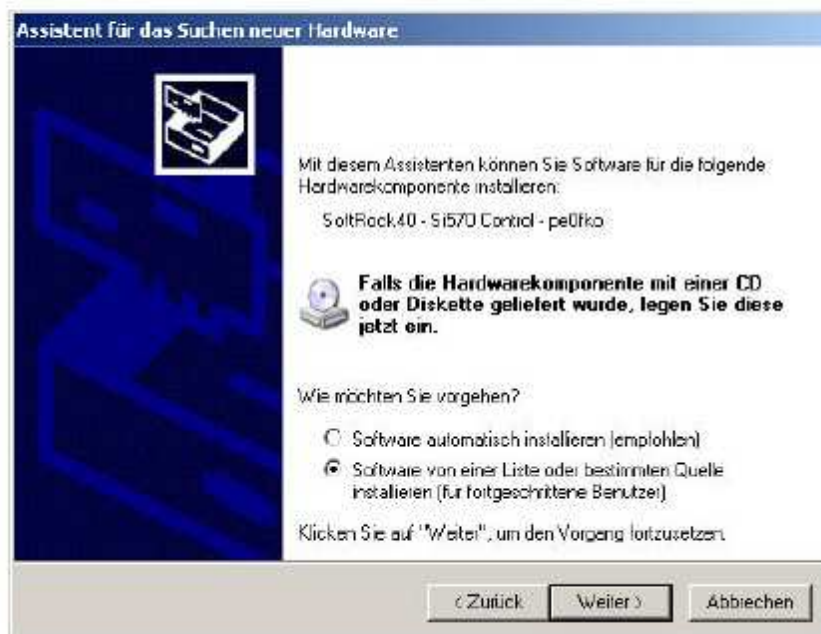 Assistent für das Suchen neuer Hardware
Mit diesem Assistenten können Sie Software für die folgende
Hardwarekomponente installieren:
SoftRock40 - Si570 Control - pe0fko
Falls die Hardwarekomponente mit einer CD
oder Diskette geliefert wurde, legen Sie diese
jetzt ein.
Wie möchten Sie vorgehen?
Software automatisch installieren (empfohlen)
Software von einer Liste oder bestimmten Quelle
installieren (für fortgeschrittene Benutzer)
Klicken Sie auf "Weiter", um den Vorgang fortzusetzen.
< Zurück Weiter > Abbrechen